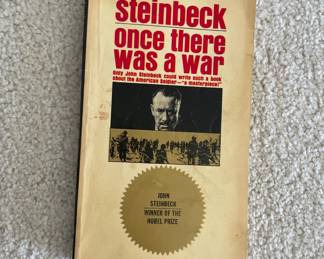 steinbeck
once there
was a war
Only John Steinbeck could write such a book
about the American Soldier—"a masterpiece!"
JOHN
STEINBECK
WINNER OF THE
NOBEL PRIZE